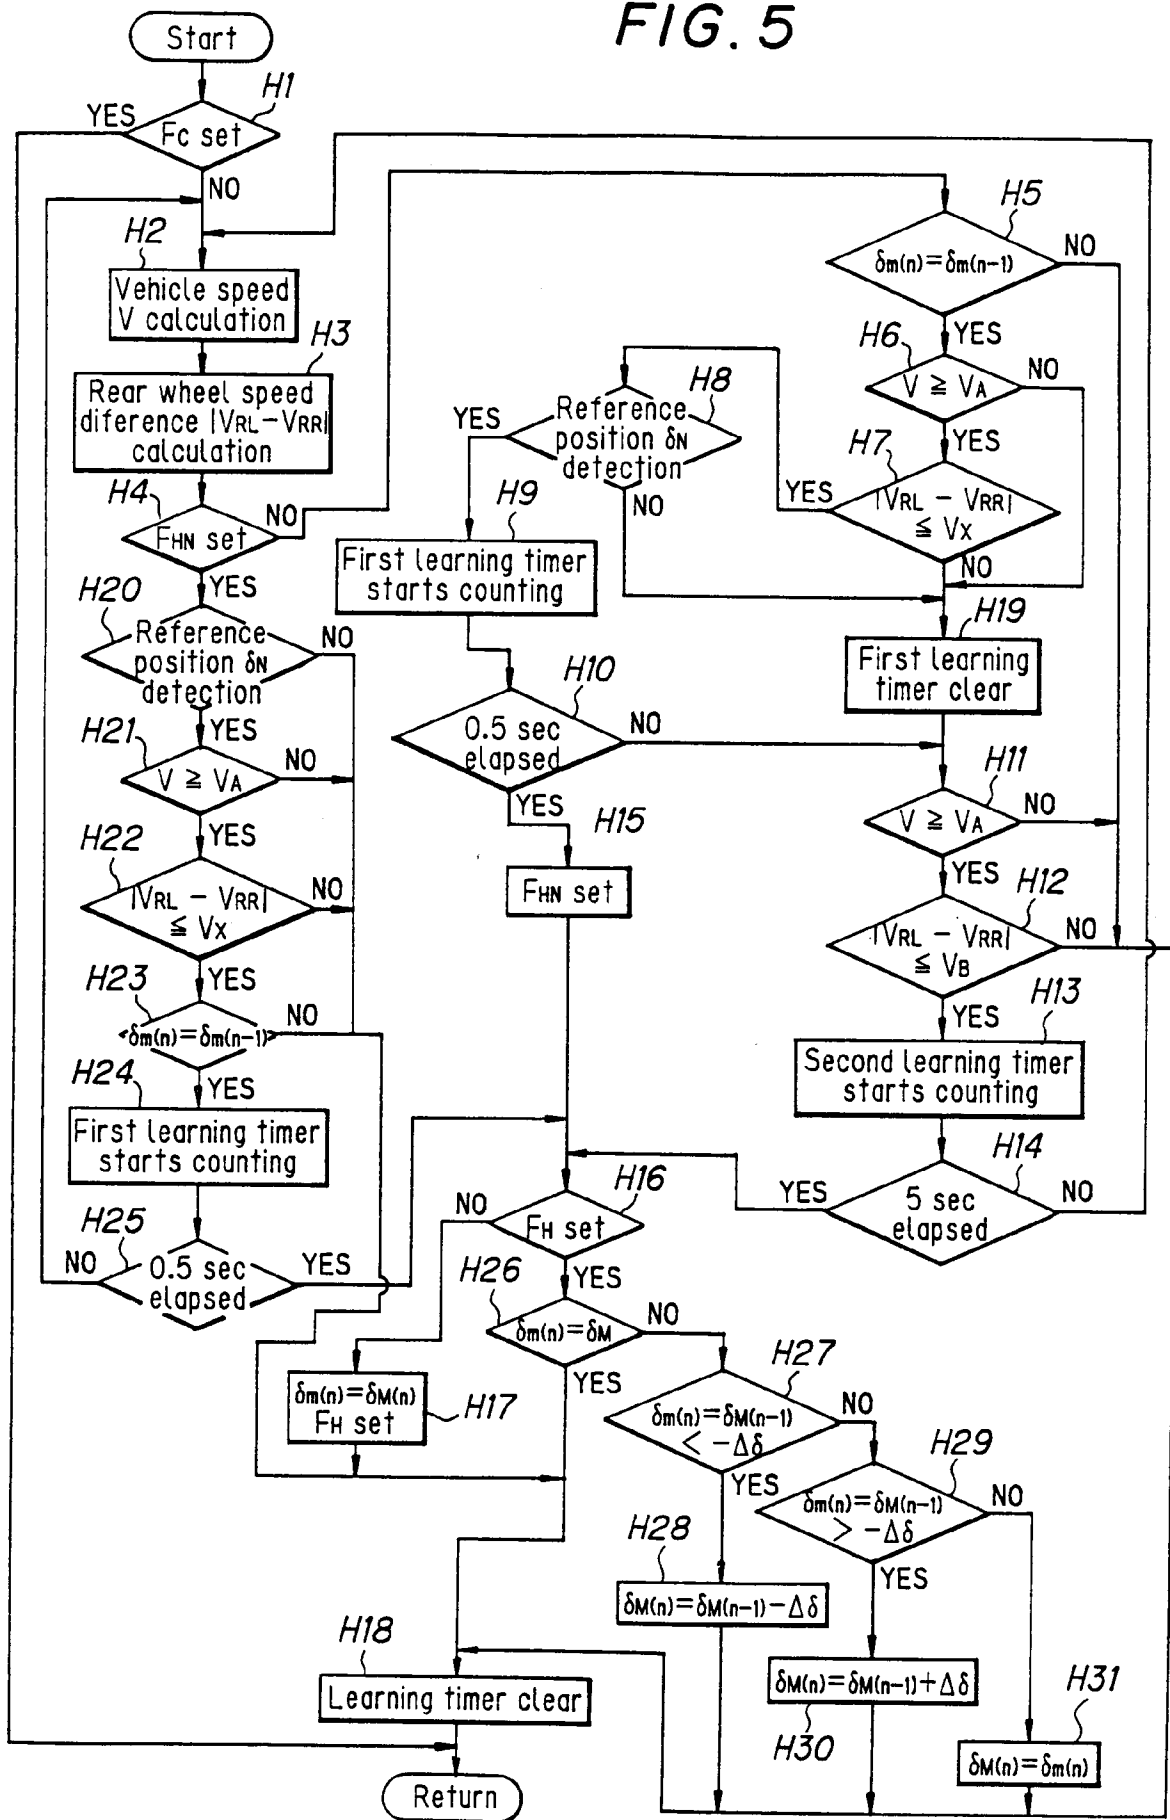 FIG. 5
Start
H1
YES
Fc set
NO
H2
Vehicle speed
V calculation
H3
Rear wheel speed
diference |VRL-VRR|
calculation
H4
NO
FHN set
YES
H20
Reference
position δN
detection
NO
YES
H21
V ≧ VA
NO
YES
H22
|VRL - VRR|
≦ VX
NO
YES
H23
δm(n)=δm(n-1)
NO
YES
H24
First learning timer
starts counting
H25
NO
0.5 sec
elapsed
YES
H5
δm(n)=δm(n-1)
NO
YES
H6
V ≧ VA
NO
YES
H7
|VRL - VRR|
≦ VX
YES
NO
H8
Reference
position δN
detection
YES
NO
H9
First learning timer
starts counting
H10
0.5 sec
elapsed
NO
YES
H15
FHN set
H19
First learning
timer clear
H11
V ≧ VA
NO
YES
H12
|VRL - VRR|
≦ VB
NO
YES
H13
Second learning timer
starts counting
H14
YES
5 sec
elapsed
NO
H16
NO
FH set
YES
H26
δm(n)=δM
NO
YES
δm(n)=δM(n)
FH set
H17
H27
δm(n)=δM(n-1)
< -Δδ
NO
YES
H28
δM(n)=δM(n-1)-Δδ
H29
δm(n)=δM(n-1)
> -Δδ
NO
YES
δM(n)=δM(n-1)+Δδ
H30
H31
δM(n)=δm(n)
H18
Learning timer clear
Return